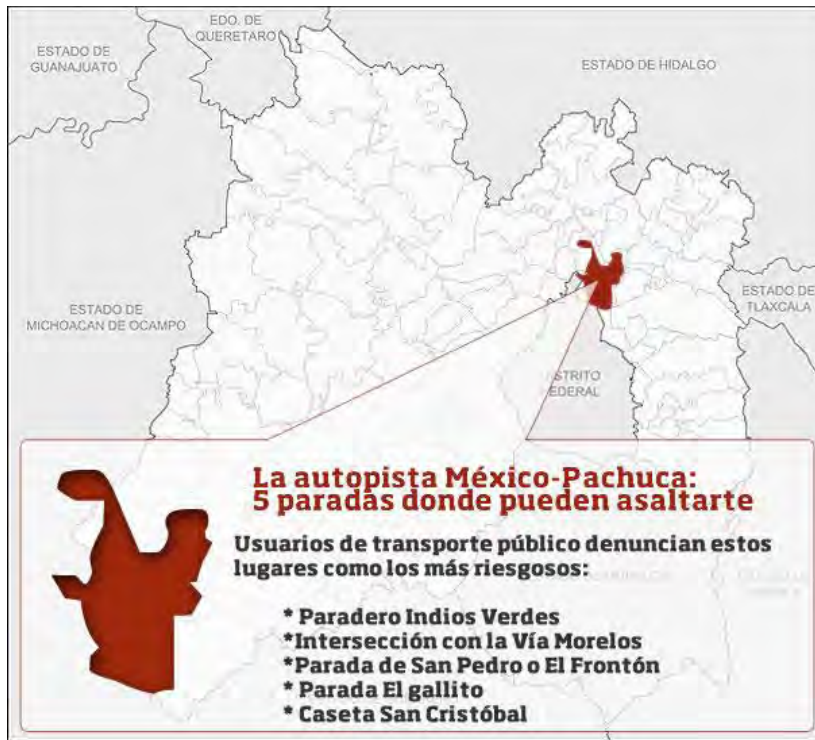 EDO. DE
QUERETARO
ESTADO DE
GUANAJUATO
ESTADO DE HIDALGO
ESTADO DE
MICHOACAN DE OCAMPO
ESTADO DE
TLAXCALA
STRITO
EDERAL
La autopista México-Pachuca:
5 paradas donde pueden asaltarte
Usuarios de transporte público denuncian estos
lugares como los más riesgosos:
* Paradero Indios Verdes
*Intersección con la Vía Morelos
*Parada de San Pedro o El Frontón
* Parada El gallito
* Caseta San Cristóbal